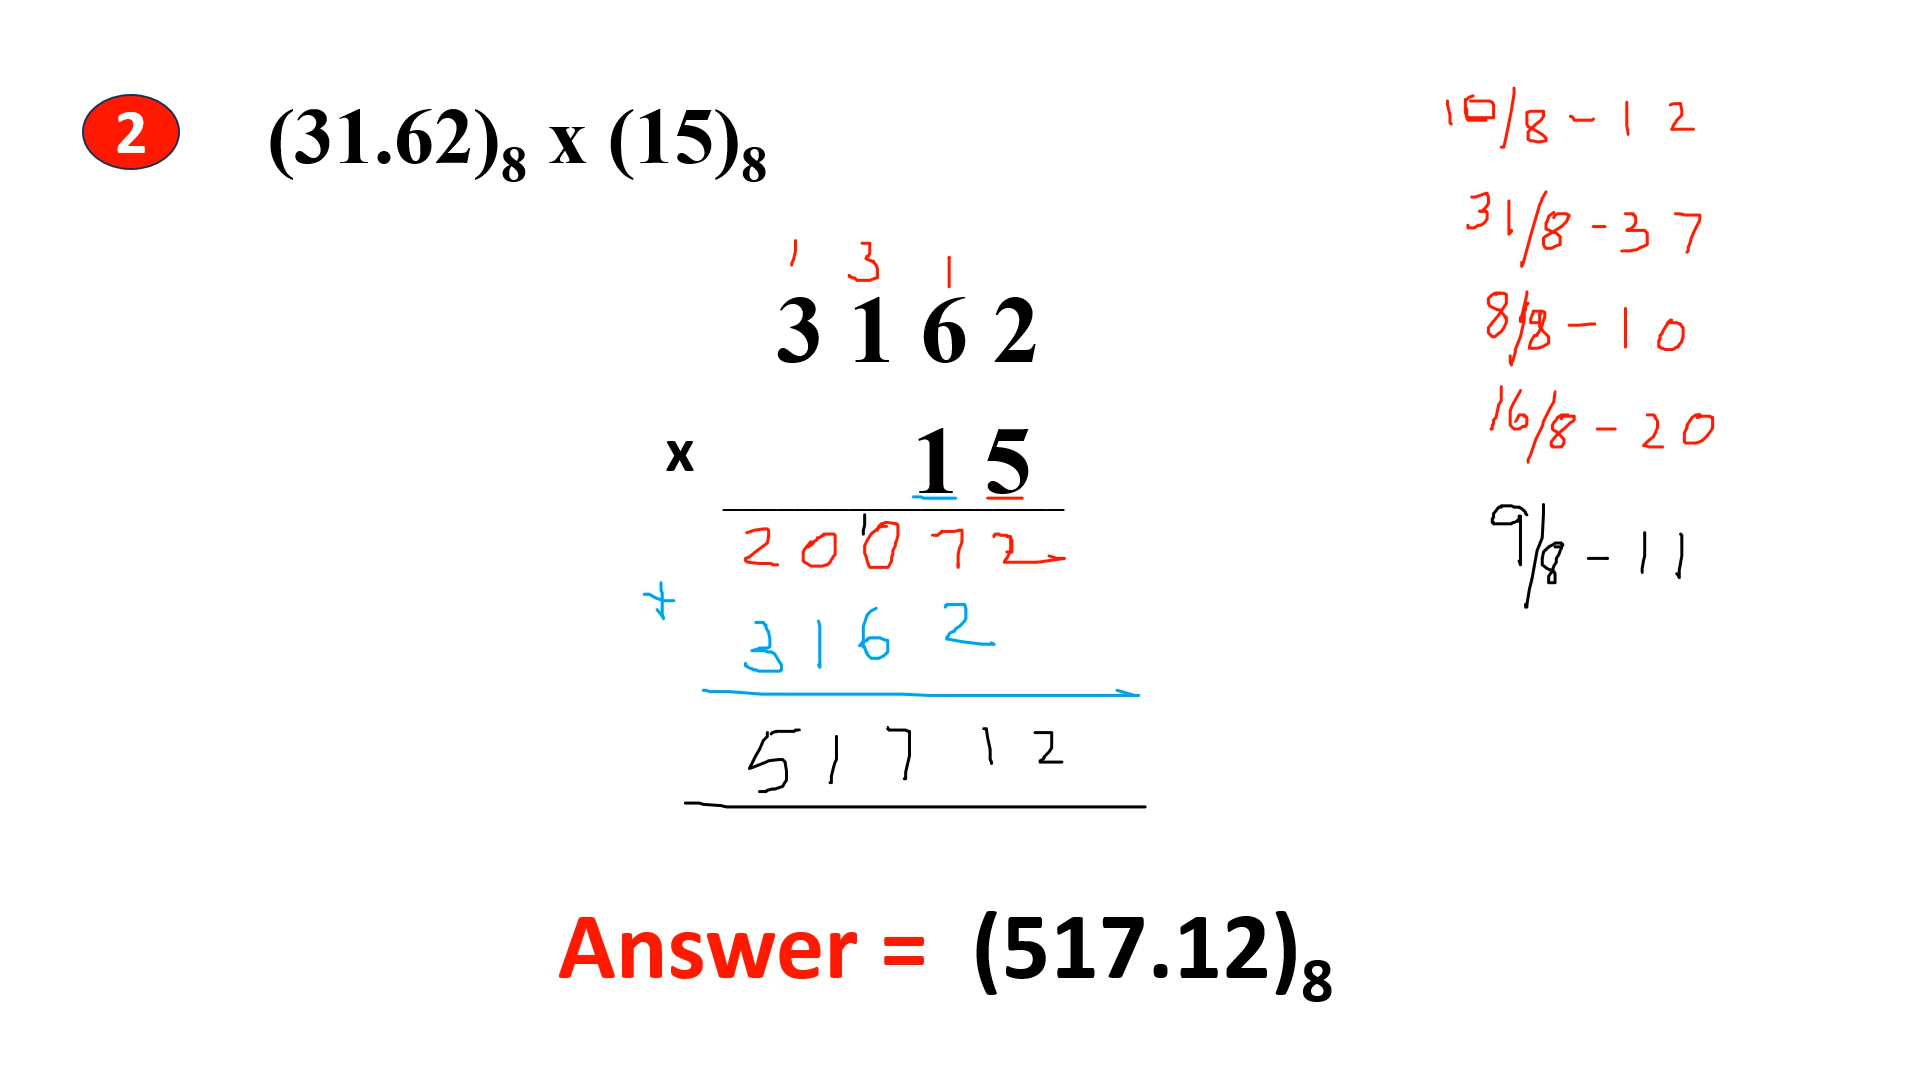 2 (31.62)₈ x (15)₈
10/8 - 1 2
31/8 - 3 7
8/8 - 1 0
16/8 - 2 0
9/8 - 1 1
1 3 1
3 1 6 2
x 1 5
1
2 0 0 7 2
+ 3 1 6 2
5 1 7 1 2
Answer = (517.12)₈